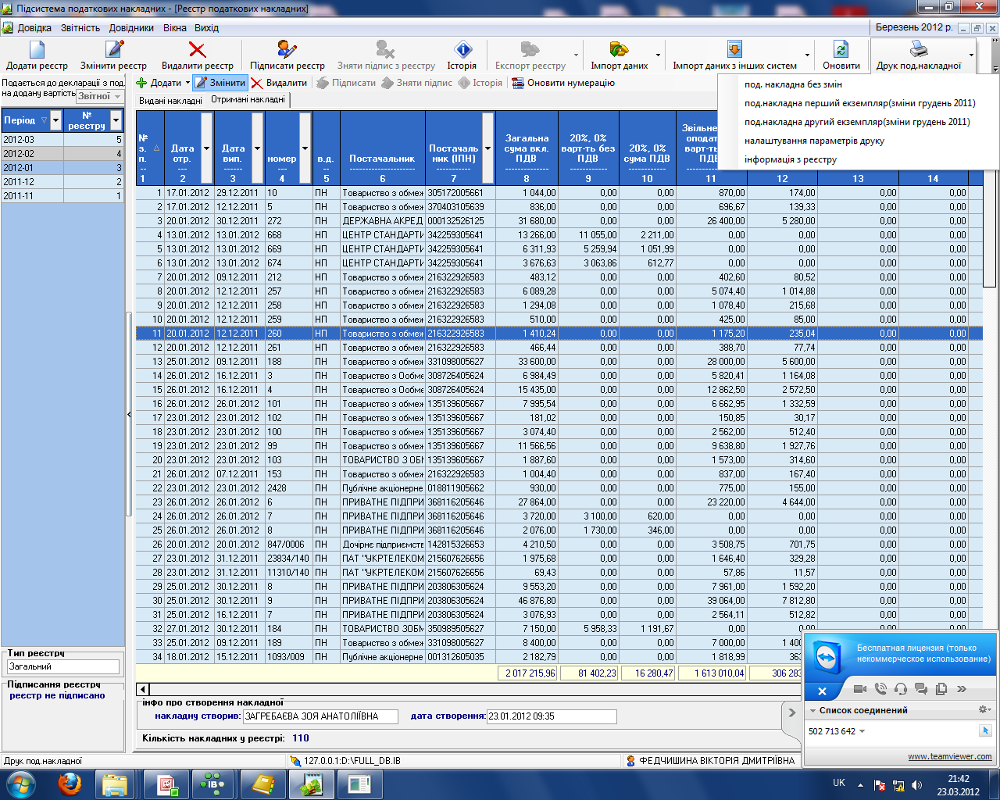 Підсистема податкових накладних - [Реєстр податкових накладних]
Довідка Звітність Довідники Вікна Вихід Березень 2012 р.
Додати реєстр Змінити реєстр Видалити реєстр Підписати реєстр Зняти підпис з реєстру Історія Експорт реєстру Імпорт даних Імпорт даних з інших систем Оновити Друк под.накладної
Подається до декларації з под.
на додану вартість Звітної
Додати Змінити Видалити Підписати Зняти підпис Історія Оновити нумерацію
Видані накладні Отримані накладні
под. накладна без змін
под.накладна перший екземпляр(зміни грудень 2011)
под.накладна другий екземпляр(зміни грудень 2011)
налаштування параметрів друку
інформація з реєстру
Період № реєстру
2012-03 5
2012-02 4
2012-01 3
2011-12 2
2011-11 1
№ з. п. Дата отр. Дата вип. номер в.д. Постачальник Постачаль ник (ІПН) Загальна сума вкл. ПДВ 20%, 0% варт-ть без ПДВ 20%, 0% сума ПДВ Звільне оподат варт-ть ПДВ
1 2 3 4 5 6 7 8 9 10 11 12 13 14
1 17.01.2012 29.12.2011 10 ПН Товариство з обмеж 305172005661 1 044,00 0,00 0,00 870,00 174,00 0,00 0,00
2 17.01.2012 12.12.2011 5 ПН Товариство з обмеж 370403105639 836,00 0,00 0,00 696,67 139,33 0,00 0,00
3 20.01.2012 30.12.2011 272 ПН ДЕРЖАВНА АКРЕД 000132526125 31 680,00 0,00 0,00 26 400,00 5 280,00 0,00 0,00
4 13.01.2012 13.01.2012 668 НП ЦЕНТР СТАНДАРТИ 342259305641 13 266,00 11 055,00 2 211,00 0,00 0,00 0,00 0,00
5 13.01.2012 13.01.2012 669 НП ЦЕНТР СТАНДАРТИ 342259305641 6 311,93 5 259,94 1 051,99 0,00 0,00 0,00 0,00
6 13.01.2012 13.01.2012 674 НП ЦЕНТР СТАНДАРТИ 342259305641 3 676,63 3 063,86 612,77 0,00 0,00 0,00 0,00
7 20.01.2012 09.12.2011 212 НП Товариство з обмеж 216322926583 483,12 0,00 0,00 402,60 80,52 0,00 0,00
8 20.01.2012 12.12.2011 257 НП Товариство з обмеж 216322926583 6 089,28 0,00 0,00 5 074,40 1 014,88 0,00 0,00
9 20.01.2012 12.12.2011 258 НП Товариство з обмеж 216322926583 1 294,08 0,00 0,00 1 078,40 215,68 0,00 0,00
10 20.01.2012 12.12.2011 259 НП Товариство з обмеж 216322926583 510,00 0,00 0,00 425,00 85,00 0,00 0,00
11 20.01.2012 12.12.2011 260 НП Товариство з обмеж 216322926583 1 410,24 0,00 0,00 1 175,20 235,04 0,00 0,00
12 20.01.2012 12.12.2011 261 НП Товариство з обмеж 216322926583 466,44 0,00 0,00 388,70 77,74 0,00 0,00
13 25.01.2012 09.12.2011 188 ПН Товариство з обмеж 331098005627 33 600,00 0,00 0,00 28 000,00 5 600,00 0,00 0,00
14 26.01.2012 16.12.2011 3 ПН Товариство з Ообме 308726405624 6 984,49 0,00 0,00 5 820,41 1 164,08 0,00 0,00
15 26.01.2012 16.12.2011 4 ПН Товариство з Ообме 308726405624 15 435,00 0,00 0,00 12 862,50 2 572,50 0,00 0,00
16 26.01.2012 26.01.2012 101 ПН Товариство з обмеж 135139605667 7 995,54 0,00 0,00 6 662,95 1 332,59 0,00 0,00
17 23.01.2012 23.01.2012 102 ПН Товариство з обмеж 135139605667 181,02 0,00 0,00 150,85 30,17 0,00 0,00
18 23.01.2012 23.01.2012 100 ПН Товариство з обмеж 135139605667 3 074,40 0,00 0,00 2 562,00 512,40 0,00 0,00
19 23.01.2012 23.01.2012 99 ПН Товариство з обмеж 135139605667 11 566,56 0,00 0,00 9 638,80 1 927,76 0,00 0,00
20 23.01.2012 23.01.2012 103 ПН ТОВАРИСТВО З ОБМ 135139605667 1 887,60 0,00 0,00 1 573,00 314,60 0,00 0,00
21 26.01.2012 07.12.2011 153 ПН Товариство з обмеж 216322926583 1 004,40 0,00 0,00 837,00 167,40 0,00 0,00
22 23.01.2012 23.01.2012 2428 ПН Публічне акціонерне 018811905662 930,00 0,00 0,00 775,00 155,00 0,00 0,00
23 26.01.2012 26.01.2012 6 ПН ПРИВАТНЕ ПІДПРИ 368116205646 27 864,00 0,00 0,00 23 220,00 4 644,00 0,00 0,00
24 26.01.2012 26.01.2012 7 ПН ПРИВАТНЕ ПІДПРИ 368116205646 3 720,00 3 100,00 620,00 0,00 0,00 0,00 0,00
25 26.01.2012 26.01.2012 8 ПН ПРИВАТНЕ ПІДПРИ 368116205646 2 076,00 1 730,00 346,00 0,00 0,00 0,00 0,00
26 20.01.2012 20.01.2012 847/0006 ПН Дочірнє підприємств 142815326653 4 210,50 0,00 0,00 3 508,75 701,75 0,00 0,00
27 23.01.2012 31.12.2011 23834/140 ПН ПАТ "УКРТЕЛЕКОМ 215607626656 1 975,68 0,00 0,00 1 646,40 329,28 0,00 0,00
28 23.01.2012 31.12.2011 11310/140 ПН ПАТ "УКРТЕЛЕКОМ 215607626656 69,43 0,00 0,00 57,86 11,57 0,00 0,00
29 25.01.2012 30.12.2011 8 ПН ПРИВАТНЕ ПІДПРИ 203806305624 9 553,20 0,00 0,00 7 961,00 1 592,20 0,00 0,00
30 25.01.2012 30.12.2011 9 ПН ПРИВАТНЕ ПІДПРИ 203806305624 46 876,80 0,00 0,00 39 064,00 7 812,80 0,00 0,00
31 25.01.2012 16.12.2011 7 ПН ПРИВАТНЕ ПІДПРИ 203806305624 3 076,93 0,00 0,00 2 564,11 512,82 0,00 0,00
32 27.01.2012 30.12.2011 184 ПН ТОВАРИСТВО ЗОБМ 350989505627 7 150,00 5 958,33 1 191,67 0,00 0,00 0,00 0,00
33 25.01.2012 09.12.2011 189 ПН Товариство з обмеж 331098005627 8 400,00 0,00 0,00 7 000,00 1 400
34 18.01.2012 15.12.2011 1093/009 ПН Публічне акціонерне 001312605035 2 182,79 0,00 0,00 1 818,99 363
2 017 215,96 81 402,23 16 280,47 1 613 010,04 306 283
Тип реєстру
Загальний
Підписання реєстру
реєстр не підписано
інфо про створення накладної
накладну створив: ЗАГРЕБАЄВА ЗОЯ АНАТОЛІЇВНА дата створення: 23.01.2012 09:35
Кількість накладних у реєстрі: 110
Бесплатная лицензия (только
некоммерческое использование)
Список соединений
502 713 642
www.teamviewer.com
Друк под.накладної 127.0.0.1:D:\FULL_DB.IB ФЕДЧИШИНА ВІКТОРІЯ ДМИТРІЇВНА
IB
UK 21:42
23.03.2012